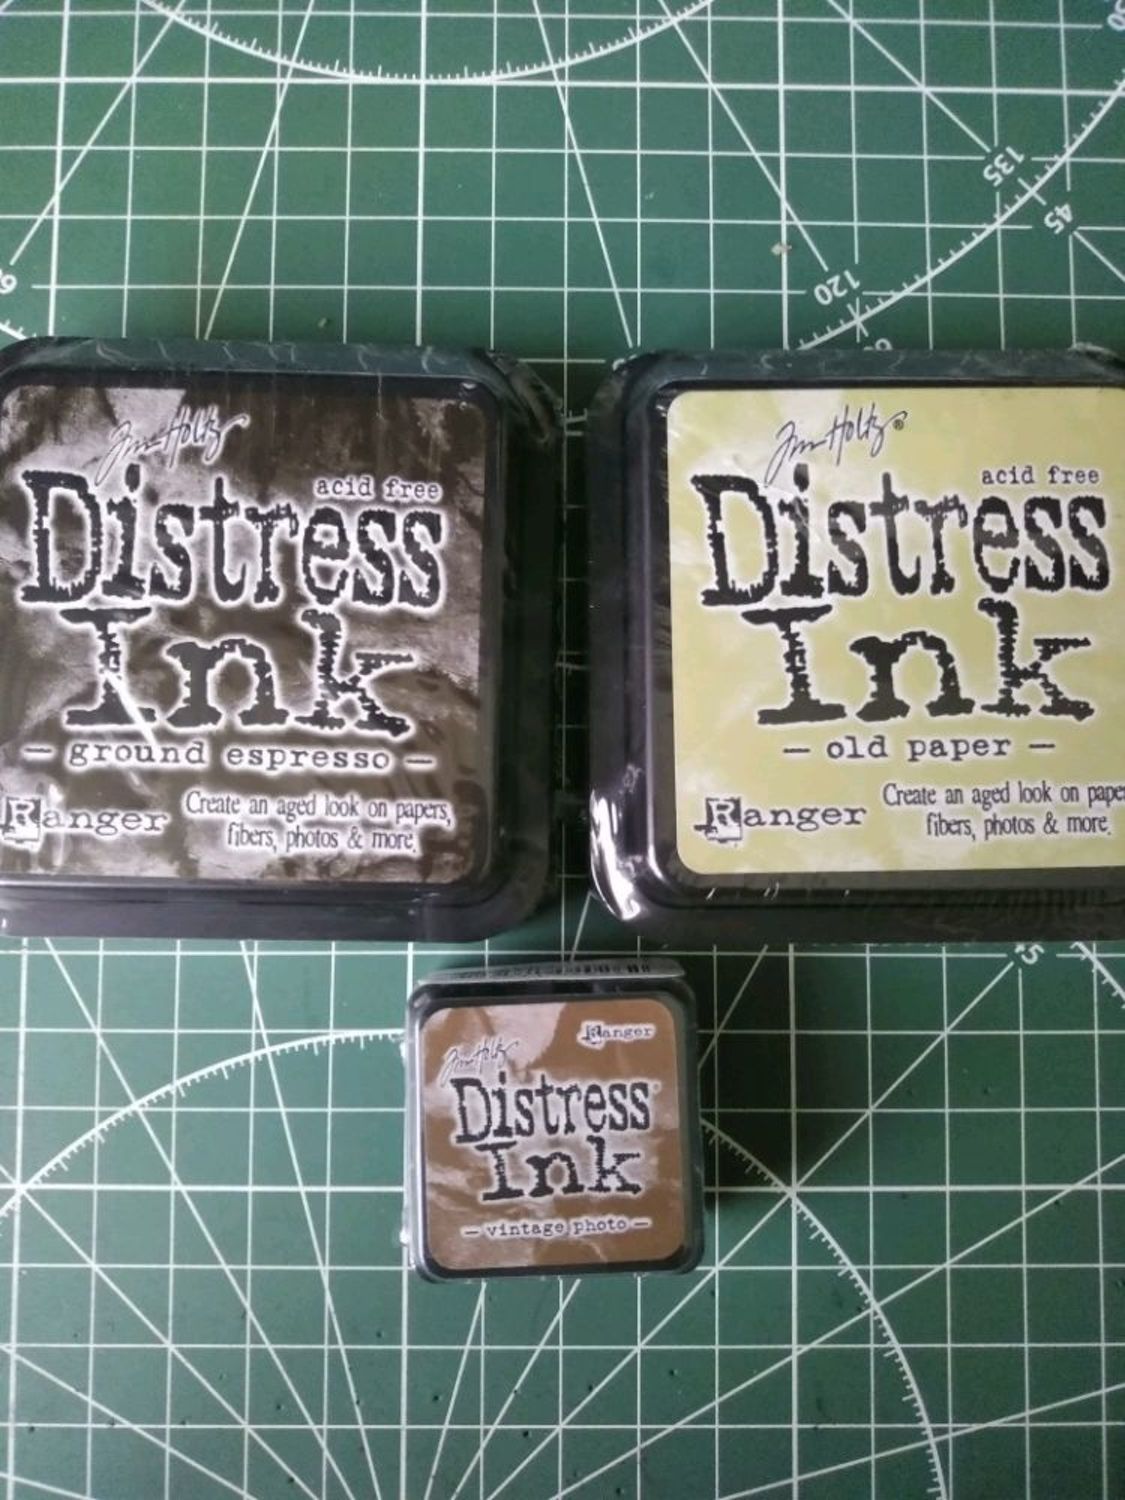 135
45
120
60
Tim Holtz
acid free
Distress
Ink
— ground espresso —
Ranger
Create an aged look on papers,
fibers, photos & more.
Tim Holtz®
acid free
Distress
Ink
— old paper —
Ranger
Create an aged look on pape
fibers, photos & more.
Ranger
Tim Holtz
Distress®
Ink
— vintage photo —